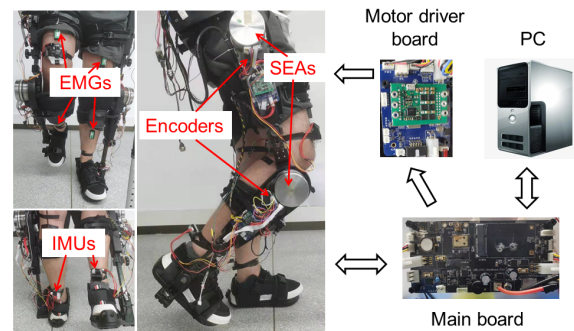 Motor driver
board
PC
SEAs
EMGs
Encoders
IMUs
Main board